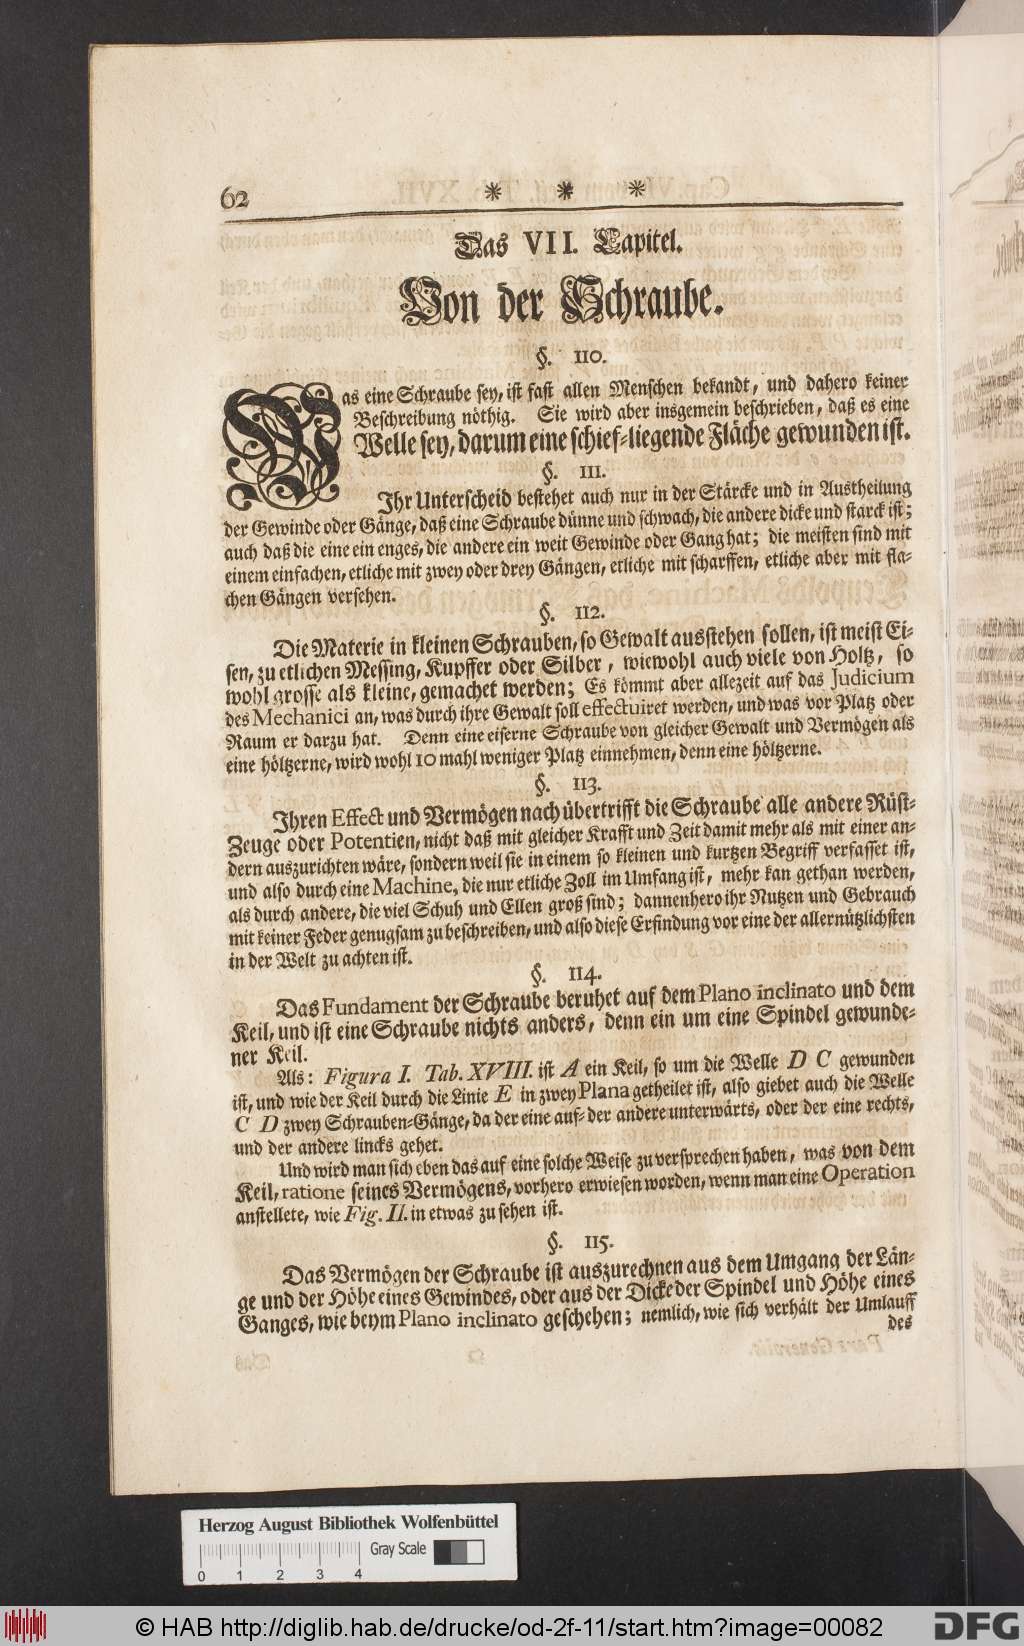 62 * * *
Das VII. Capitel.
Von der Schraube.
§. 110.
Was eine Schraube sey, ist fast allen Menschen bekandt, und dahero keiner
Beschreibung nöthig. Sie wird aber insgemein beschrieben, daß es eine
Welle sey, darum eine schief-liegende Fläche gewunden ist.
§. 111.
Ihr Unterscheid bestehet auch nur in der Stärcke und in Austheilung
der Gewinde oder Gänge, daß eine Schraube dünne und schwach, die andere dicke und starck ist;
auch daß die eine ein enges, die andere ein weit Gewinde oder Gang hat; die meisten sind mit
einem einfachen, etliche mit zwey oder drey Gängen, etliche mit scharffen, etliche aber mit fla-
chen Gängen versehen.
§. 112.
Die Materie in kleinen Schrauben, so Gewalt ausstehen sollen, ist meist Ei-
sen, zu etlichen Messing, Kupffer oder Silber, wiewohl auch viele von Holtz, so
wohl grosse als kleine, gemachet werden; Es kömmt aber allezeit auf das Judicium
des Mechanici an, was durch ihre Gewalt soll effectuiret werden, und was vor Platz oder
Raum er darzu hat. Denn eine eiserne Schraube von gleicher Gewalt und Vermögen als
eine höltzerne, wird wohl 10 mahl weniger Platz einnehmen, denn eine höltzerne.
§. 113.
Ihren Effect und Vermögen nach übertrifft die Schraube alle andere Rüst-
Zeuge oder Potentien, nicht daß mit gleicher Krafft und Zeit damit mehr als mit einer an-
dern auszurichten wäre, sondern weil sie in einem so kleinen und kurtzen Begriff verfasset ist,
und also durch eine Machine, die nur etliche Zoll im Umfang ist, mehr kan gethan werden,
als durch andere, die viel Schuh und Ellen groß sind; dannenhero ihr Nutzen und Gebrauch
mit keiner Feder genugsam zu beschreiben, und also diese Erfindung vor eine der allernützlichsten
in der Welt zu achten ist.
§. 114.
Das Fundament der Schraube beruhet auf dem Plano inclinato und dem
Keil, und ist eine Schraube nichts anders, denn ein um eine Spindel gewunde-
ner Keil.
Als: Figura I. Tab. XVIII. ist A ein Keil, so um die Welle D C gewunden
ist, und wie der Keil durch die Linie E in zwey Plana getheilet ist, also giebet auch die Welle
C D zwey Schrauben-Gänge, da der eine auf- der andere unterwärts, oder der eine rechts,
und der andere lincks gehet.
Und wird man sich eben das auf eine solche Weise zu versprechen haben, was von dem
Keil, ratione seines Vermögens, vorhero erwiesen worden, wenn man eine Operation
anstellete, wie Fig. II. in etwas zu sehen ist.
§. 115.
Das Vermögen der Schraube ist auszurechnen aus dem Umgang der Län-
ge und der Höhe eines Gewindes, oder aus der Dicke der Spindel und Höhe eines
Ganges, wie beym Plano inclinato geschehen; nemlich, wie sich verhält der Umlauff
des
Herzog August Bibliothek Wolfenbüttel
Gray Scale
0 1 2 3 4
© HAB http://diglib.hab.de/drucke/od-2f-11/start.htm?image=00082
DFG